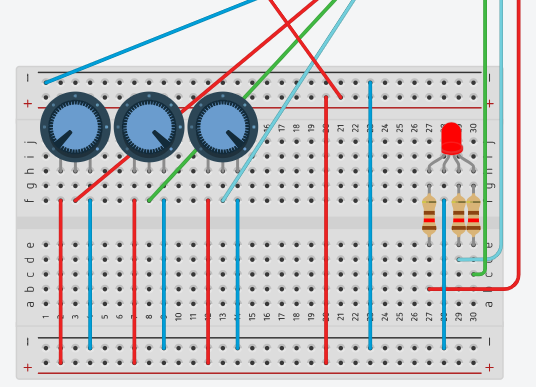 − −
+ +
16 17 18 19 20 21 22 23 24 25 26 27 28 29 30
j j
i i
h h
g g
f f
e e
d d
c c
b b
a a
1 2 3 4 5 6 7 8 9 10 11 12 13 14 15 16 17 18 19 20 21 22 23 24 25 26 27 28 29 30
− −
+ +